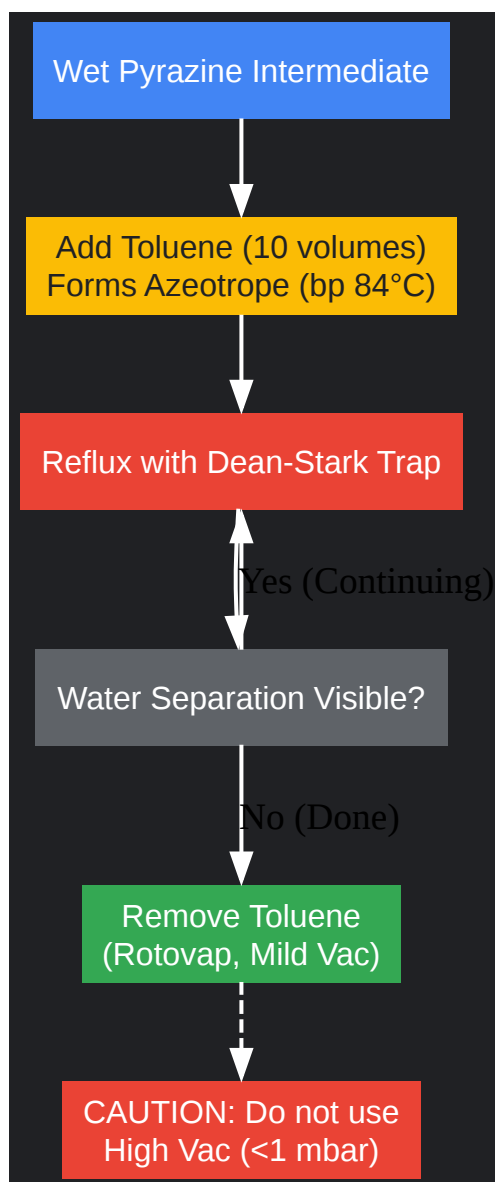 Wet Pyrazine Intermediate
Add Toluene (10 volumes)
Forms Azeotrope (bp 84°C)
Reflux with Dean-Stark Trap
Yes (Continuing)
Water Separation Visible?
No (Done)
Remove Toluene
(Rotovap, Mild Vac)
CAUTION: Do not use
High Vac (<1 mbar)